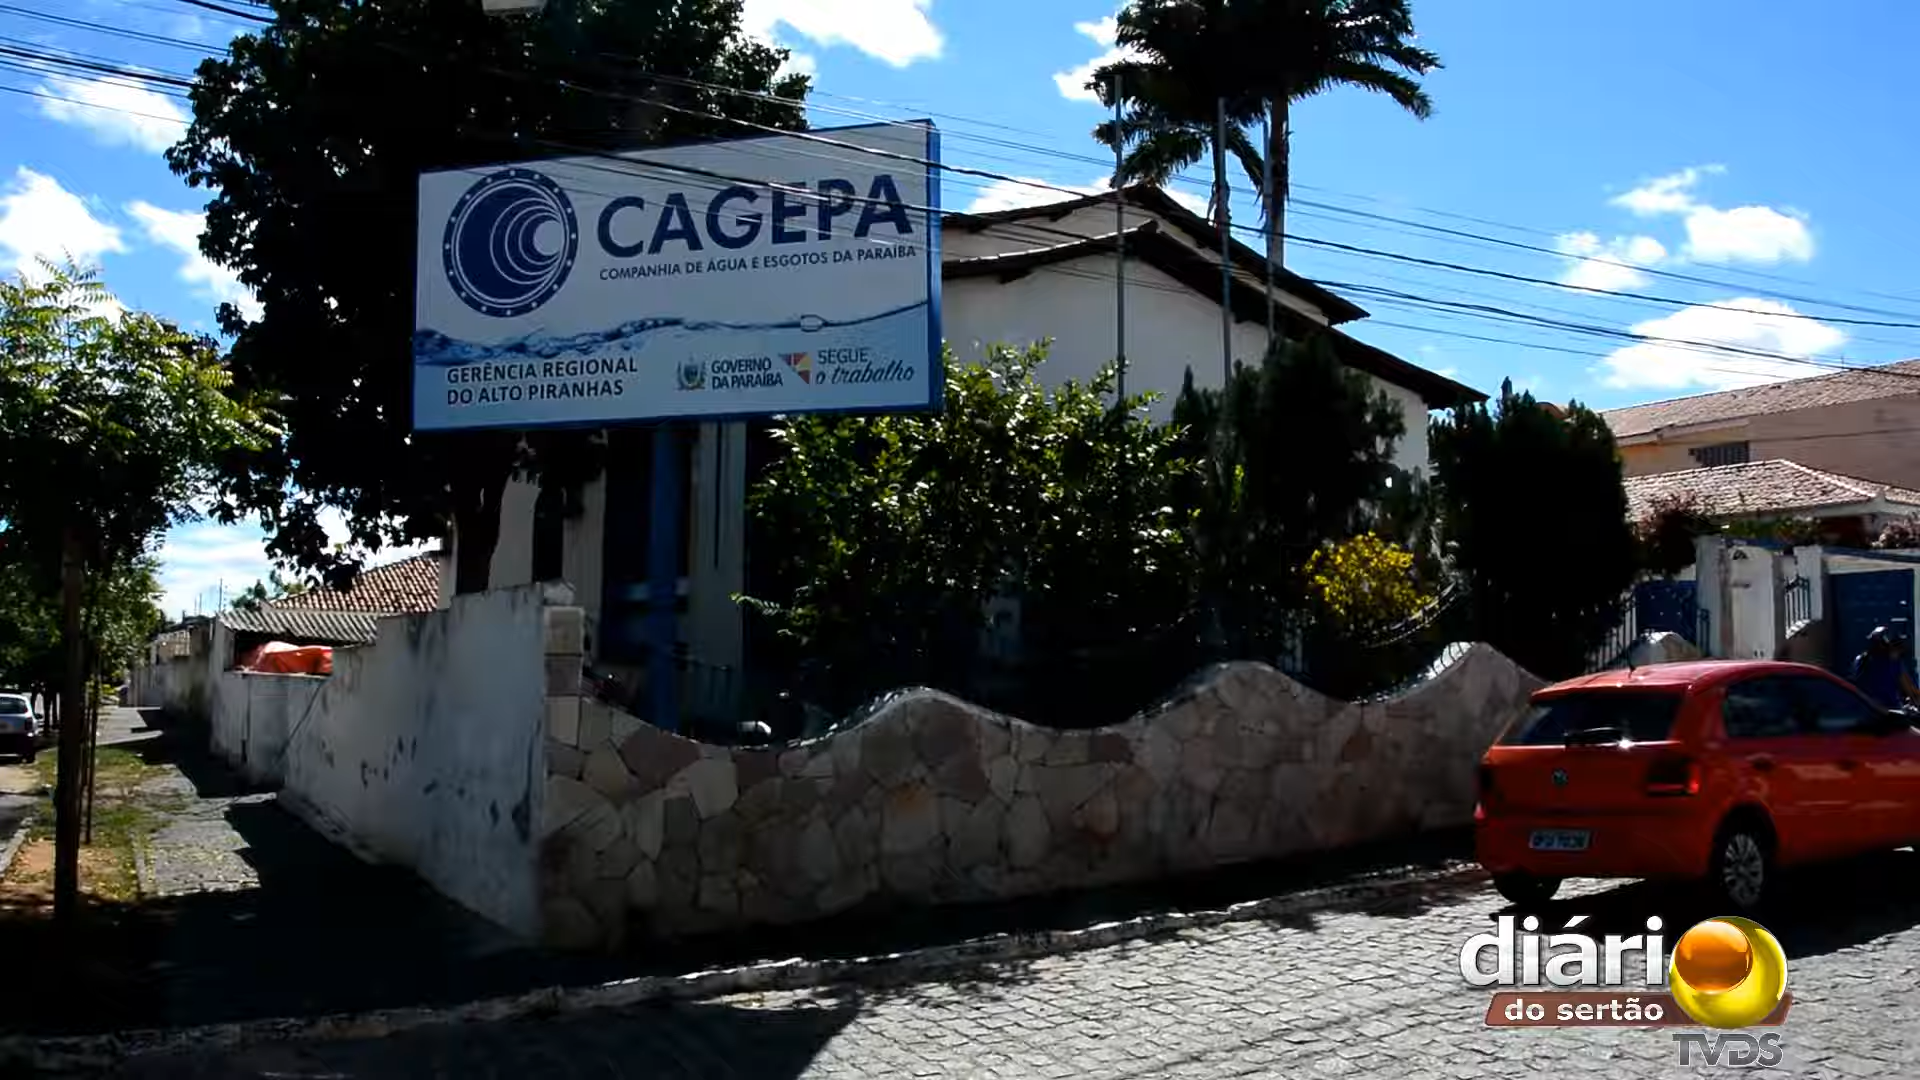 CAGEPA
COMPANHIA DE ÁGUA E ESGOTOS DA PARAÍBA
GERÊNCIA REGIONAL
DO ALTO PIRANHAS
GOVERNO
DA PARAÍBA
SEGUE
o trabalho
diário
do sertão
TVDS